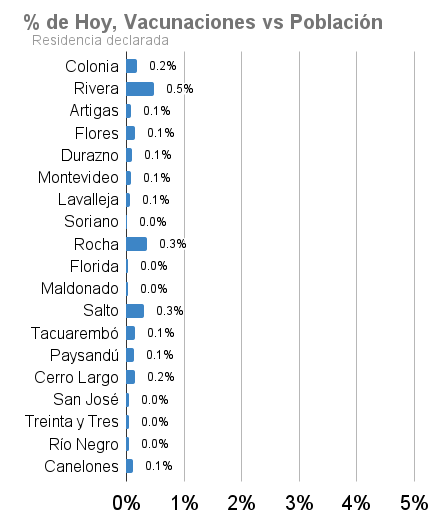 % de Hoy, Vacunaciones vs Población
Residencia declarada
Colonia 0.2%
Rivera 0.5%
Artigas 0.1%
Flores 0.1%
Durazno 0.1%
Montevideo 0.1%
Lavalleja 0.1%
Soriano 0.0%
Rocha 0.3%
Florida 0.0%
Maldonado 0.0%
Salto 0.3%
Tacuarembó 0.1%
Paysandú 0.1%
Cerro Largo 0.2%
San José 0.0%
Treinta y Tres 0.0%
Río Negro 0.0%
Canelones 0.1%
0% 1% 2% 3% 4% 5%